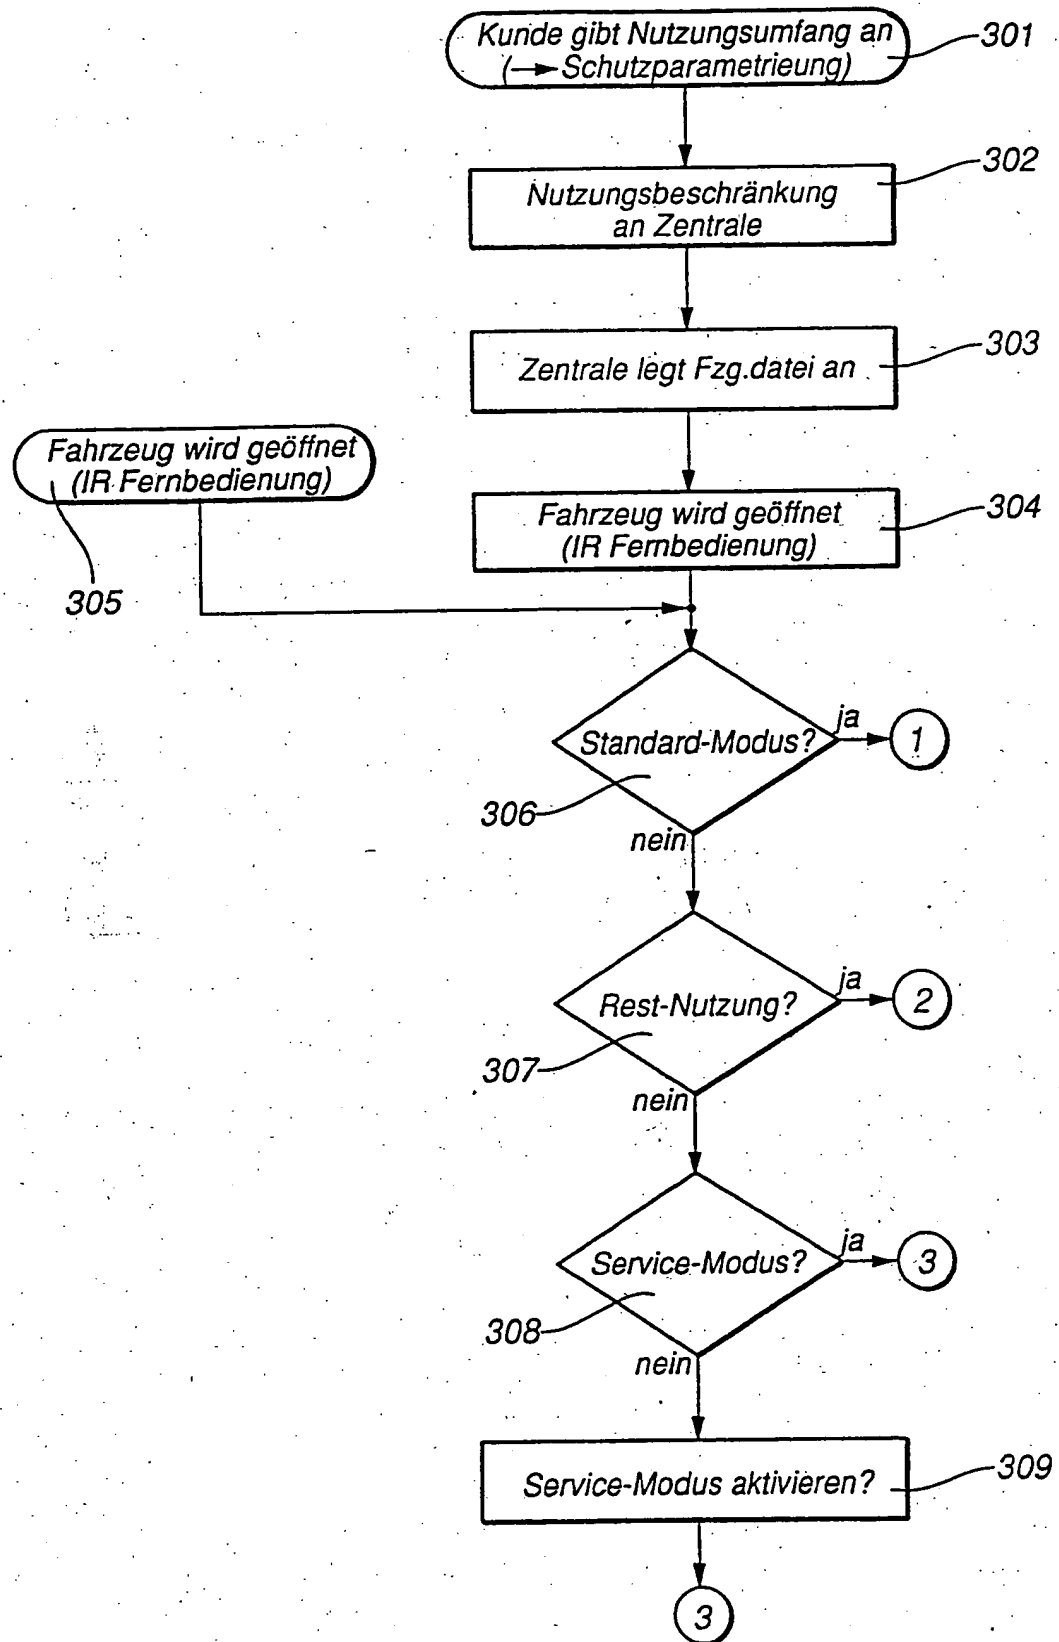 Kunde gibt Nutzungsumfang an
(→Schutzparametrieung)
301
302
Nutzungsbeschränkung
an Zentrale
303
Zentrale legt Fzg.datei an
Fahrzeug wird geöffnet
(IR Fernbedienung)
305
304
Fahrzeug wird geöffnet
(IR Fernbedienung)
Standard-Modus?
ja
1
306
nein
Rest-Nutzung?
ja
2
307
nein
Service-Modus?
ja
3
308
nein
Service-Modus aktivieren?
309
3